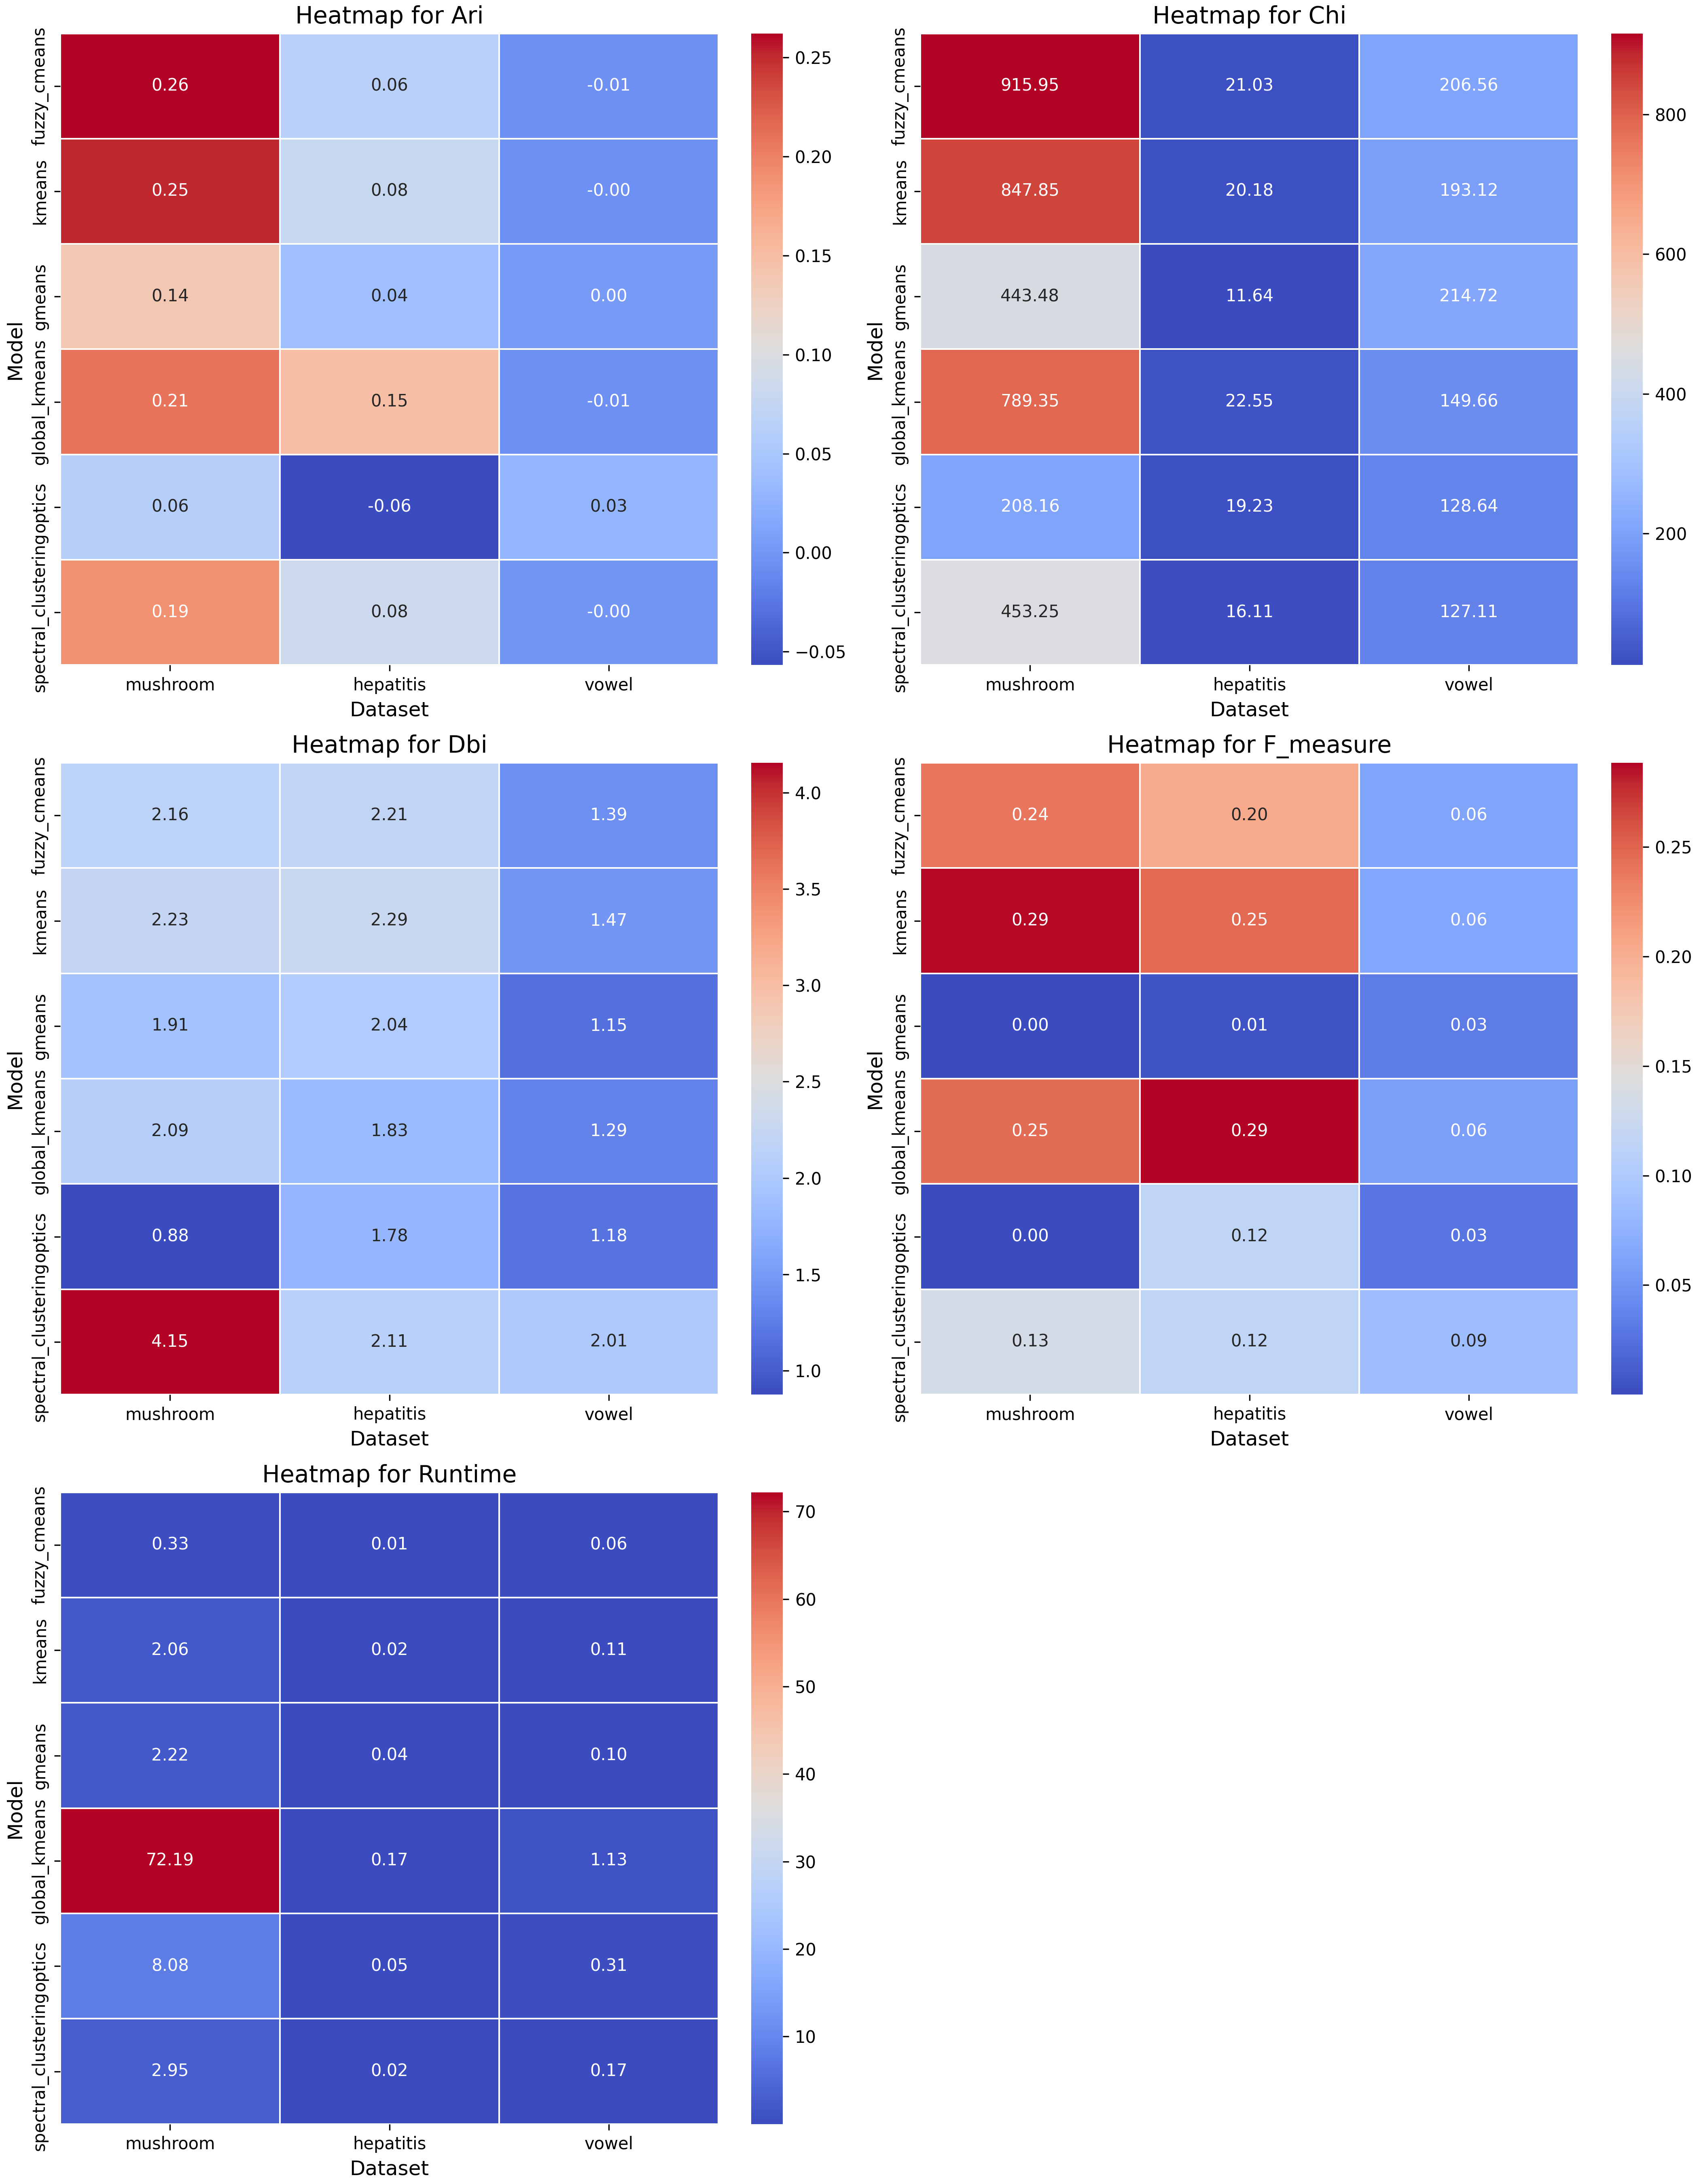 Heatmap for Ari
Model
fuzzy_cmeans 0.26 0.06 -0.01
kmeans 0.25 0.08 -0.00
gmeans 0.14 0.04 0.00
global_kmeans 0.21 0.15 -0.01
optics 0.06 -0.06 0.03
spectral_clustering 0.19 0.08 -0.00
mushroom hepatitis vowel
Dataset
0.25
0.20
0.15
0.10
0.05
0.00
−0.05
Heatmap for Chi
Model
fuzzy_cmeans 915.95 21.03 206.56
kmeans 847.85 20.18 193.12
gmeans 443.48 11.64 214.72
global_kmeans 789.35 22.55 149.66
optics 208.16 19.23 128.64
spectral_clustering 453.25 16.11 127.11
mushroom hepatitis vowel
Dataset
800
600
400
200
Heatmap for Dbi
Model
fuzzy_cmeans 2.16 2.21 1.39
kmeans 2.23 2.29 1.47
gmeans 1.91 2.04 1.15
global_kmeans 2.09 1.83 1.29
optics 0.88 1.78 1.18
spectral_clustering 4.15 2.11 2.01
mushroom hepatitis vowel
Dataset
4.0
3.5
3.0
2.5
2.0
1.5
1.0
Heatmap for F_measure
Model
fuzzy_cmeans 0.24 0.20 0.06
kmeans 0.29 0.25 0.06
gmeans 0.00 0.01 0.03
global_kmeans 0.25 0.29 0.06
optics 0.00 0.12 0.03
spectral_clustering 0.13 0.12 0.09
mushroom hepatitis vowel
Dataset
0.25
0.20
0.15
0.10
0.05
Heatmap for Runtime
Model
fuzzy_cmeans 0.33 0.01 0.06
kmeans 2.06 0.02 0.11
gmeans 2.22 0.04 0.10
global_kmeans 72.19 0.17 1.13
optics 8.08 0.05 0.31
spectral_clustering 2.95 0.02 0.17
mushroom hepatitis vowel
Dataset
70
60
50
40
30
20
10